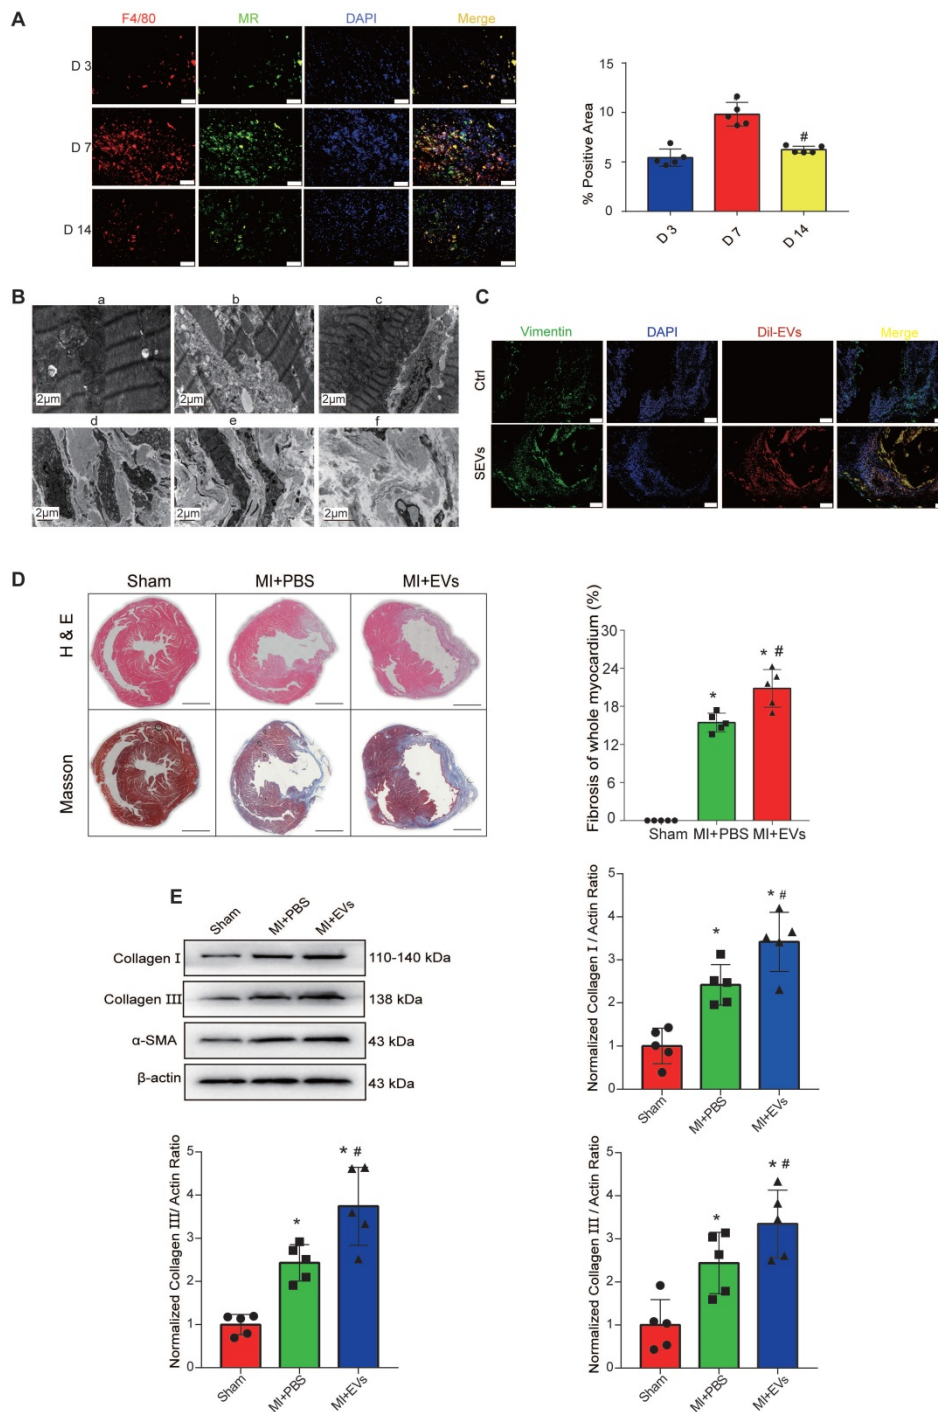 A
F4/80 MR DAPI Merge
D 3
D 7
D 14
% Positive Area
15
10
5
0
#
D 3 D 7 D 14
B
a b c
2μm 2μm 2μm
d e f
2μm 2μm 2μm
C
Vimentin DAPI Dil-EVs Merge
Ctrl
SEVs
D
Sham MI+PBS MI+EVs
H & E
Masson
Fibrosis of whole myocardium (%)
30
24
18
12
6
0
*
* #
Sham MI+PBS MI+EVs
E
Sham MI+PBS MI+EVs
Collagen I 110-140 kDa
Collagen III 138 kDa
α-SMA 43 kDa
β-actin 43 kDa
Normalized Collagen I / Actin Ratio
5
4
3
2
1
0
*
* #
Sham MI+PBS MI+EVs
Normalized Collagen III/ Actin Ratio
5
4
3
2
1
0
*
* #
Sham MI+PBS MI+EVs
Normalized Collagen III / Actin Ratio
5
4
3
2
1
0
*
* #
Sham MI+PBS MI+EVs